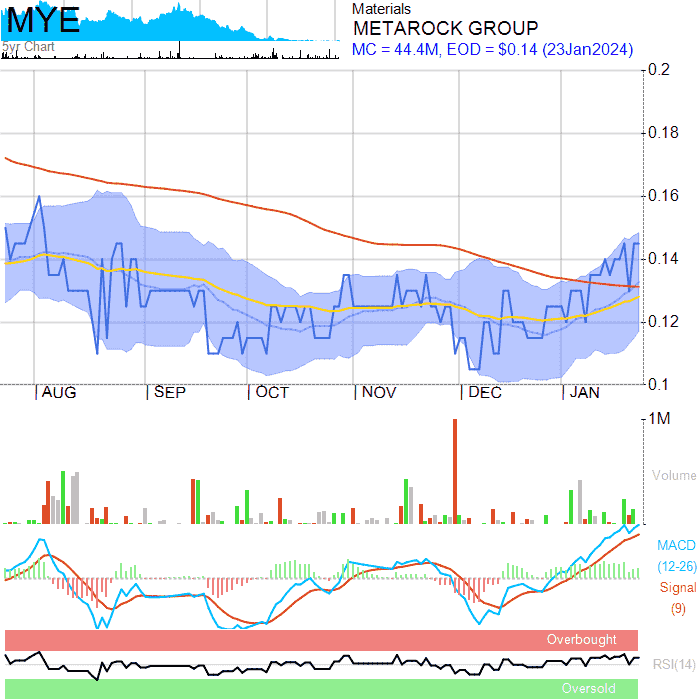 MYE
5yr Chart
Materials
METAROCK GROUP
MC = 44.4M, EOD = $0.14 (23Jan2024)
0.2
0.18
0.16
0.14
0.12
0.1
| AUG | SEP | OCT | NOV | DEC | JAN
1M
Volume
MACD
(12-26)
Signal
(9)
Overbought
RSI(14)
Oversold